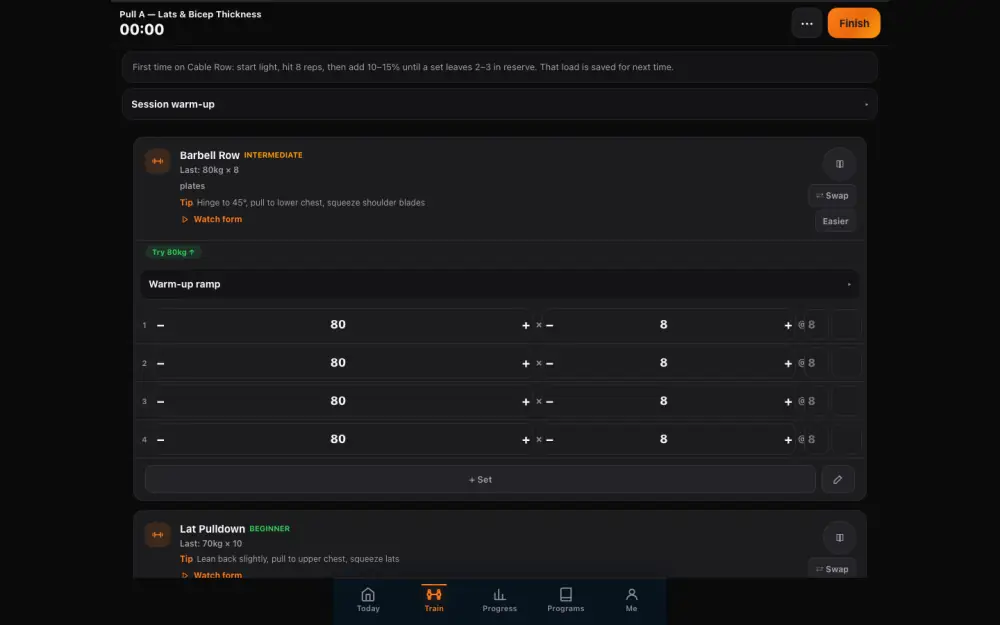 Pull A — Lats & Bicep Thickness
00:00
Finish
First time on Cable Row: start light, hit 8 reps, then add 10–15% until a set leaves 2–3 in reserve. That load is saved for next time.
Session warm-up
Barbell Row INTERMEDIATE
Last: 80kg × 8
plates
Tip Hinge to 45°, pull to lower chest, squeeze shoulder blades
Watch form
Swap
Easier
Try 80kg ↑
Warm-up ramp
1 − 80 + × − 8 + @ 8
2 − 80 + × − 8 + @ 8
3 − 80 + × − 8 + @ 8
4 − 80 + × − 8 + @ 8
+ Set
Lat Pulldown BEGINNER
Last: 70kg × 10
Tip Lean back slightly, pull to upper chest, squeeze lats
Watch form
Swap
Today Train Progress Programs Me